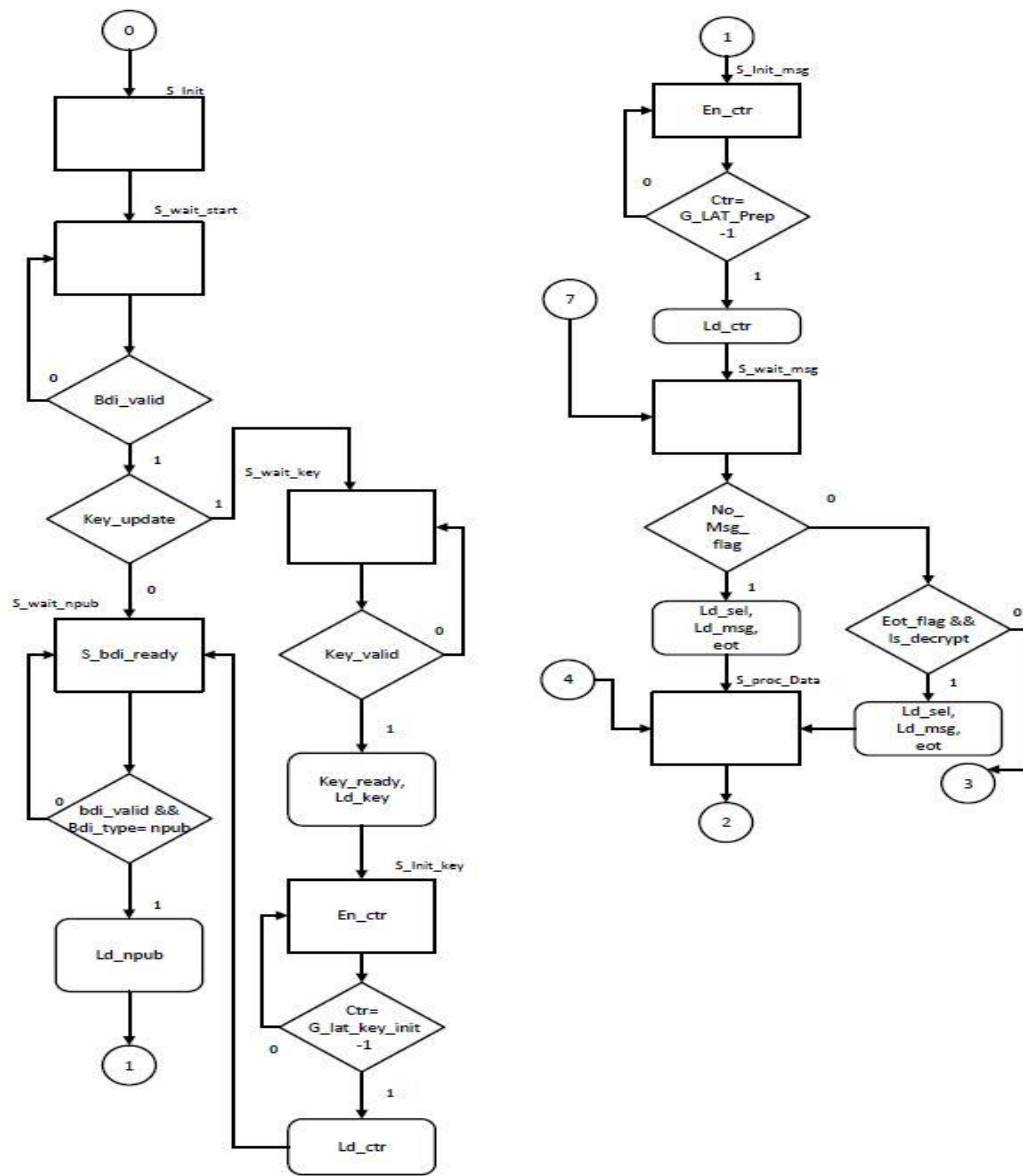 0
S_Init
S_wait_start
0
Bdi_valid
1
Key_update
1
0
S_wait_key
S_wait_npub
S_bdi_ready
Key_valid
0
1
0
bdi_valid &&
Bdi_type= npub
1
Key_ready,
Ld_key
S_Init_key
Ld_npub
En_ctr
1
Ctr=
G_lat_key_init
-1
0
1
Ld_ctr
1
S_Init_msg
En_ctr
0
Ctr=
G_LAT_Prep
-1
1
7
Ld_ctr
S_wait_msg
0
No_
Msg_
flag
1
Ld_sel,
Ld_msg,
eot
Eot_flag &&
Is_decrypt
0
1
4
S_proc_Data
Ld_sel,
Ld_msg,
eot
3
2